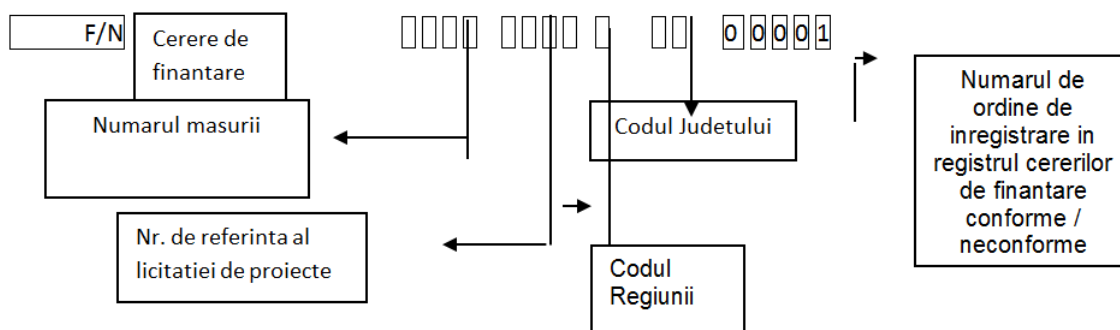 F/N
Cerere de
finantare
0 0 0 0 1
Numarul masurii
Codul Judetului
Numarul de
ordine de
inregistrare in
registrul cererilor
de finantare
conforme /
neconforme
Nr. de referinta al
licitatiei de proiecte
Codul
Regiunii